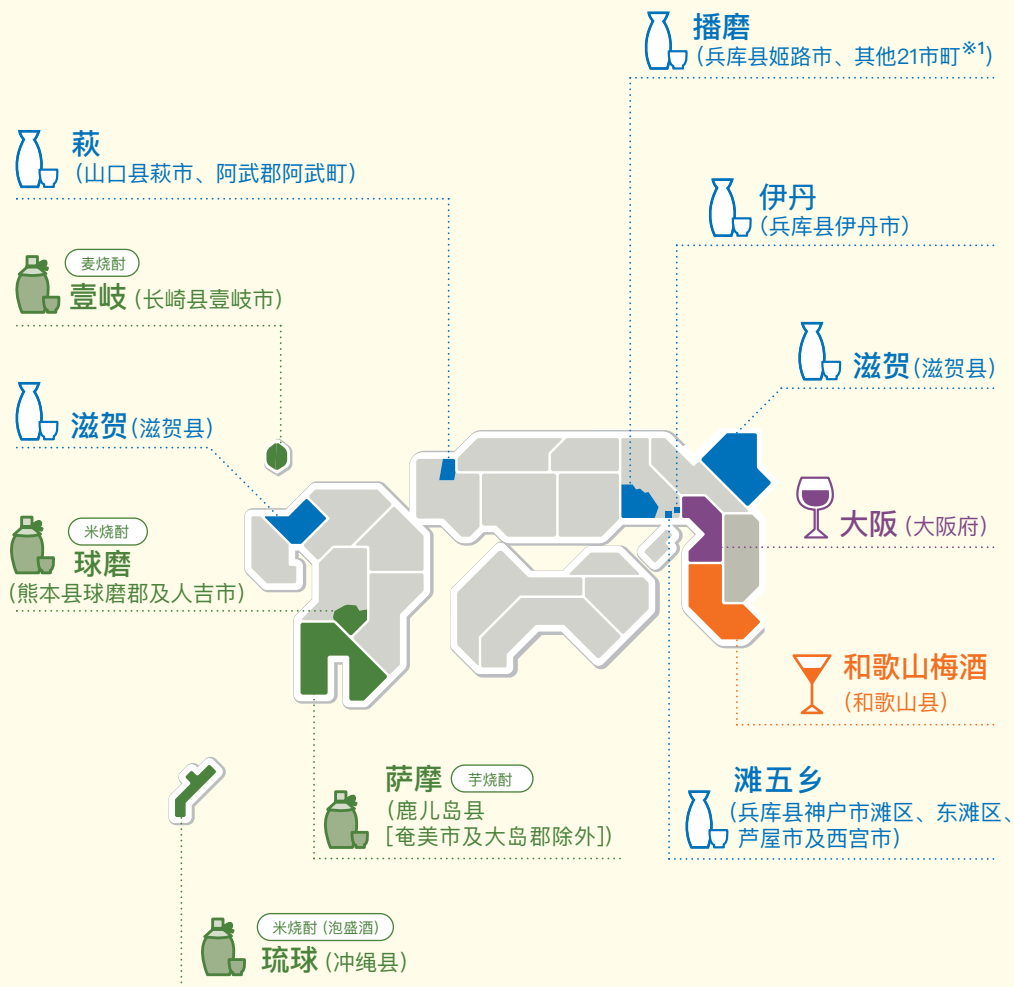 播磨
(兵库县姬路市、其他21市町※1)
萩
(山口县萩市、阿武郡阿武町)
伊丹
(兵库县伊丹市)
麦烧酎
壹岐 (长崎县壹岐市)
滋贺 (滋贺县)
滋贺 (滋贺县)
大阪 (大阪府)
米烧酎
球磨
(熊本县球磨郡及人吉市)
和歌山梅酒
(和歌山县)
萨摩 芋烧酎
(鹿儿岛县
[奄美市及大岛郡除外])
滩五乡
(兵库县神户市滩区、东滩区、
芦屋市及西宫市)
米烧酎 (泡盛酒)
琉球 (冲绳县)